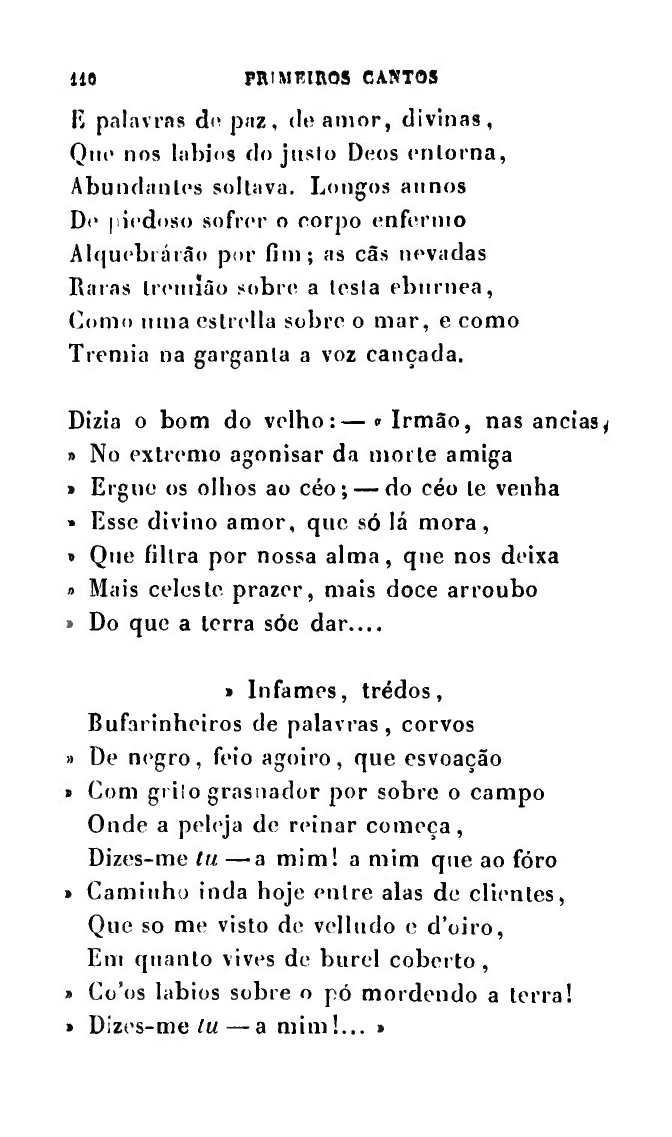 110 PRIMEIROS CANTOS
E palavras de paz, de amor, divinas,
Que nos labios do justo Deos entorna,
Abundantes soltava. Longos annos
De piedoso sofrer o corpo enfermo
Alquebrárão por fim; as cãs nevadas
Raras tremião sobre a testa eburnea,
Como uma estrella sobre o mar, e como
Tremia na garganta a voz cançada.

Dizia o bom do velho: — « Irmão, nas ancias,
» No extremo agonisar da morte amiga
» Ergue os olhos ao céo; — do céo te venha
» Esse divino amor, que só lá mora,
» Que filtra por nossa alma, que nos deixa
» Mais celeste prazer, mais doce arroubo
» Do que a terra sóe dar....

» Infames, trédos,
Bufarinheiros de palavras, corvos
» De negro, feio agoiro, que esvoação
» Com grito grasnador por sobre o campo
Onde a peleja de reinar começa,
Dizes-me tu — a mim! a mim que ao fóro
» Caminho inda hoje entre alas de clientes,
Que so me visto de velludo e d'oiro,
Em quanto vives de burel coberto,
» Co'os labios sobre o pó mordendo a terra!
» Dizes-me tu — a mim!... »